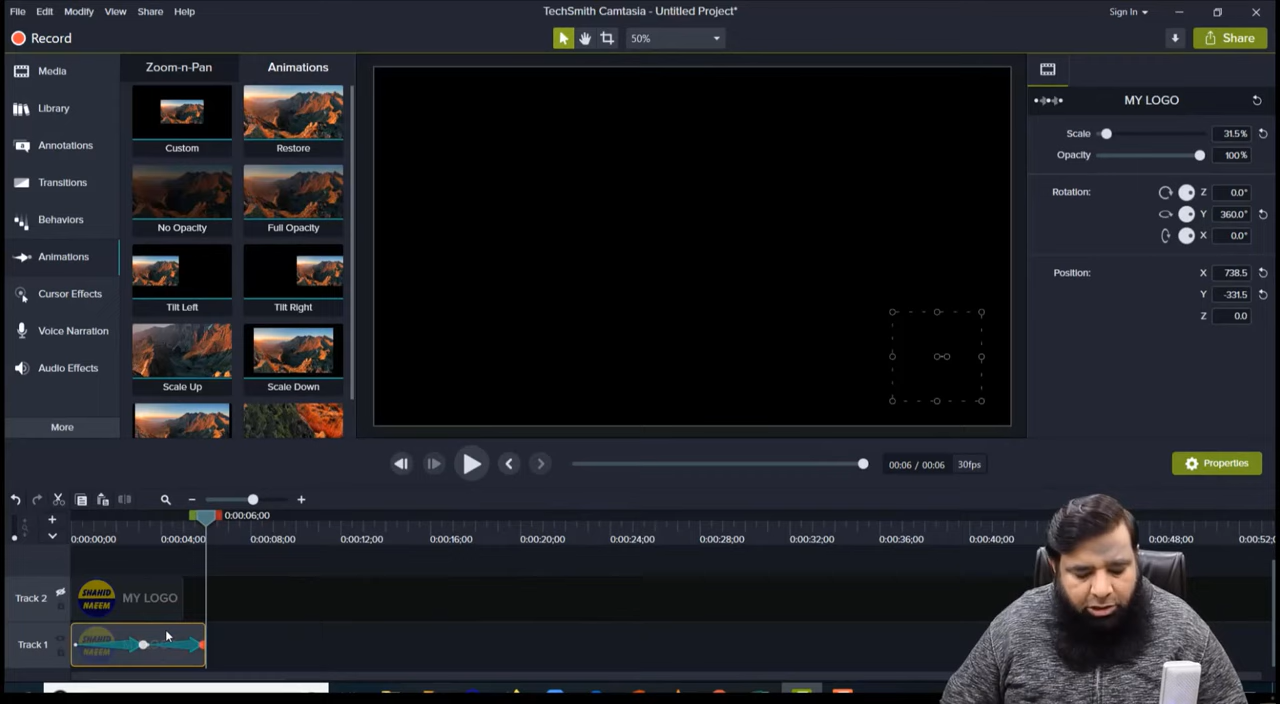 File Edit Modify View Share Help
TechSmith Camtasia - Untitled Project*
Sign In
Record
50%
Share
Media
Library
Annotations
Transitions
Behaviors
Animations
Cursor Effects
Voice Narration
Audio Effects
More
Zoom-n-Pan Animations
Custom Restore
No Opacity Full Opacity
Tilt Left Tilt Right
Scale Up Scale Down
MY LOGO
Scale 31.5%
Opacity 100%
Rotation: Z 0.0°
Y 360.0°
X 0.0°
Position: X 738.5
Y -331.5
Z 0.0
00:06 / 00:06 30fps
Properties
0:00:06;00
0:00:00;00 0:00:04;00 0:00:08;00 0:00:12;00 0:00:16;00 0:00:20;00 0:00:24;00 0:00:28;00 0:00:32;00 0:00:36;00 0:00:40;00 0:00:48;00 0:00:52;
Track 2
SHAHID
NAEEM
MY LOGO
Track 1
SHAHID
NAEEM